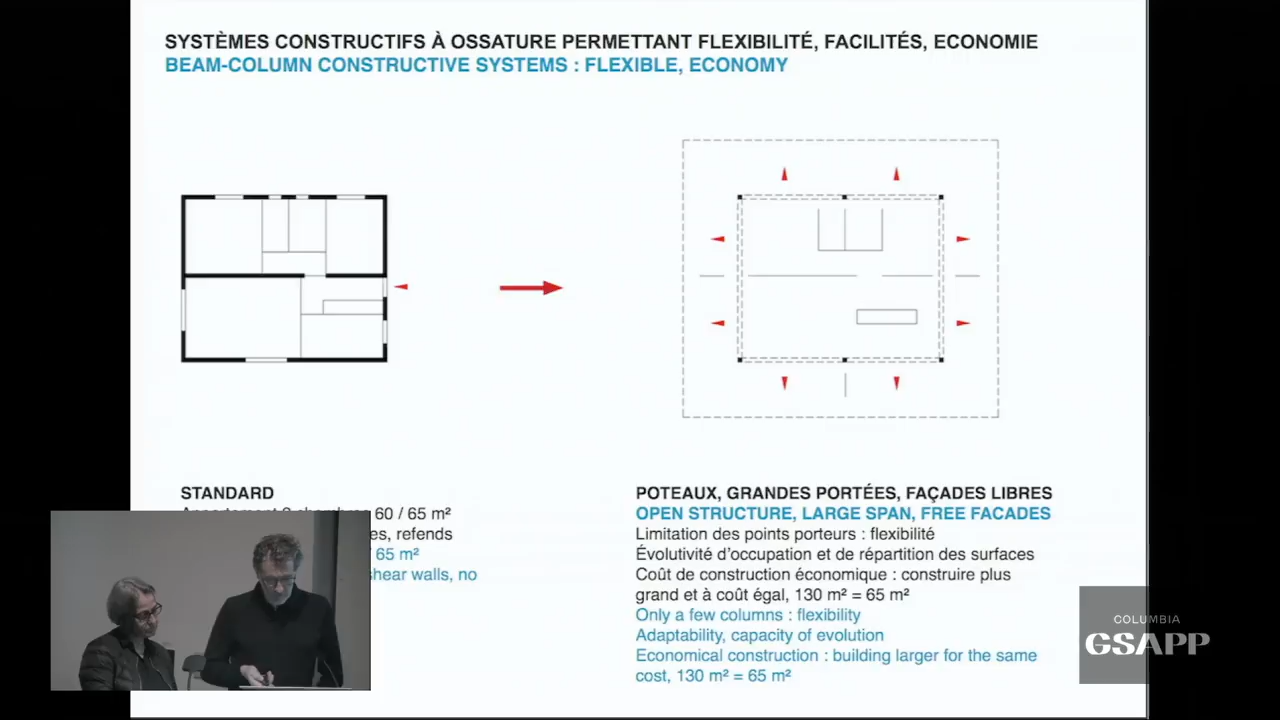 SYSTÈMES CONSTRUCTIFS À OSSATURE PERMETTANT FLEXIBILITÉ, FACILITÉS, ECONOMIE
BEAM-COLUMN CONSTRUCTIVE SYSTEMS : FLEXIBLE, ECONOMY
STANDARD
60 / 65 m²
refends
65 m²
shear walls, no
POTEAUX, GRANDES PORTÉES, FAÇADES LIBRES
OPEN STRUCTURE, LARGE SPAN, FREE FACADES
Limitation des points porteurs : flexibilité
Évolutivité d'occupation et de répartition des surfaces
Coût de construction économique : construire plus
grand et à coût égal, 130 m² = 65 m²
Only a few columns : flexibility
Adaptability, capacity of evolution
Economical construction : building larger for the same
cost, 130 m² = 65 m²
COLUMBIA
GSAPP